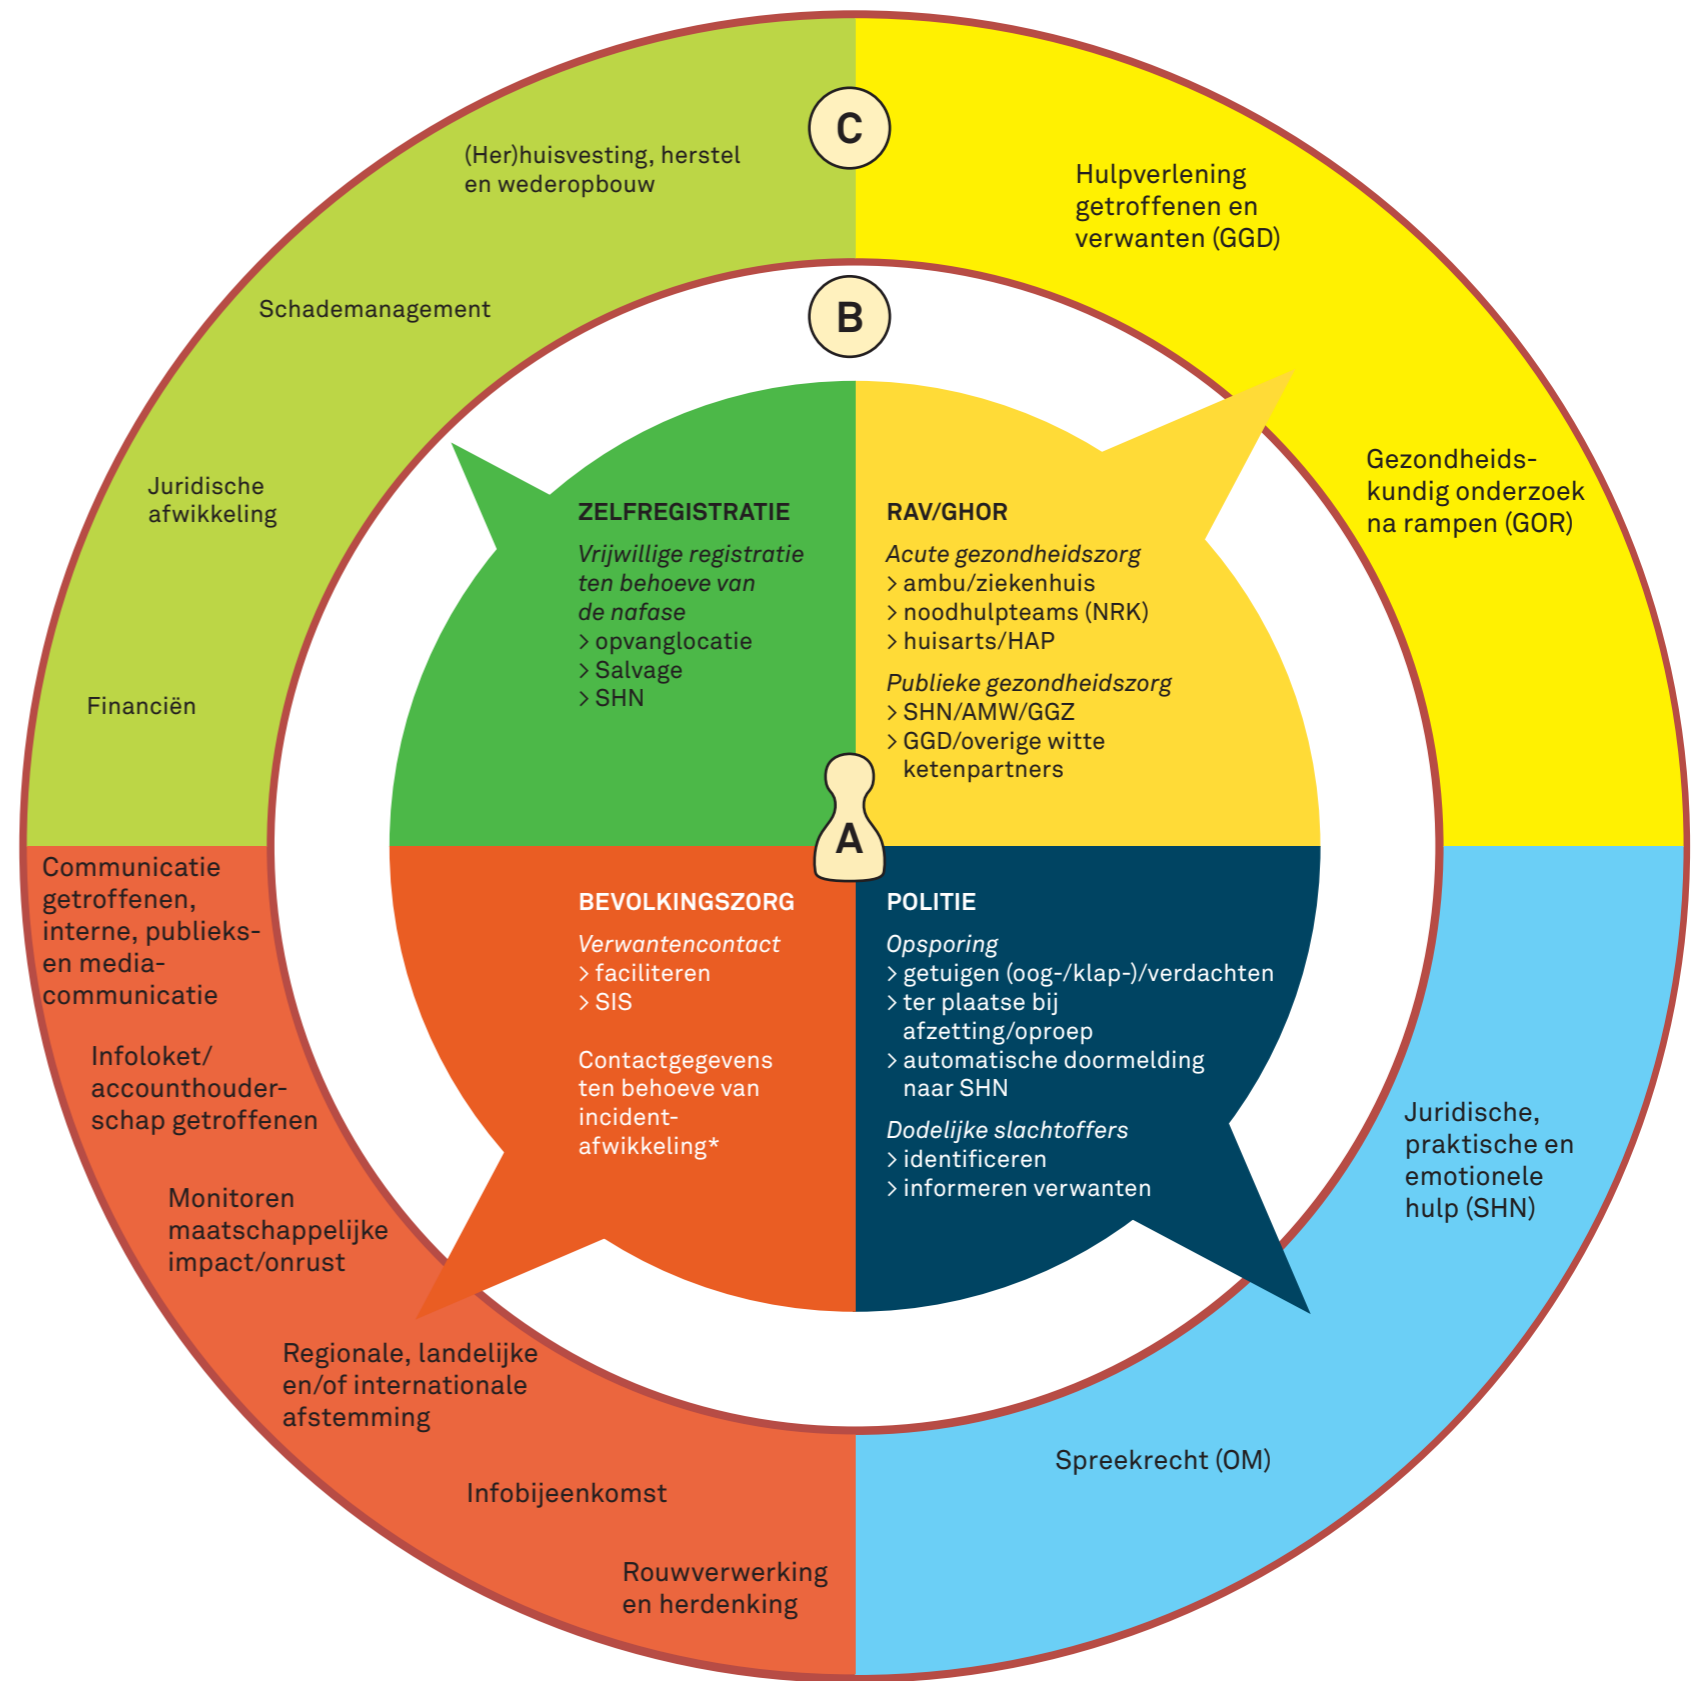 C
(Her)huisvesting, herstel
en wederopbouw
Schademanagement
Juridische
afwikkeling
Financiën
Hulpverlening
getroffenen en
verwanten (GGD)
Gezondheids-
kundig onderzoek
na rampen (GOR)
B
ZELFREGISTRATIE
Vrijwillige registratie
ten behoeve van
de nafase
> opvanglocatie
> Salvage
> SHN
RAV/GHOR
Acute gezondheidszorg
> ambu/ziekenhuis
> noodhulpteams (NRK)
> huisarts/HAP
Publieke gezondheidszorg
> SHN/AMW/GGZ
> GGD/overige witte
ketenpartners
A
BEVOLKINGSZORG
Verwantencontact
> faciliteren
> SIS
Contactgegevens
ten behoeve van
incident-
afwikkeling*
POLITIE
Opsporing
> getuigen (oog-/klap-)/verdachten
> ter plaatse bij
afzetting/oproep
> automatische doormelding
naar SHN
Dodelijke slachtoffers
> identificeren
> informeren verwanten
Communicatie
getroffenen,
interne, publieks-
en media-
communicatie
Infoloket/
accounthouder-
schap getroffenen
Monitoren
maatschappelijke
impact/onrust
Regionale, landelijke
en/of internationale
afstemming
Infobijeenkomst
Rouwverwerking
en herdenking
Juridische,
praktische en
emotionele
hulp (SHN)
Spreekrecht (OM)